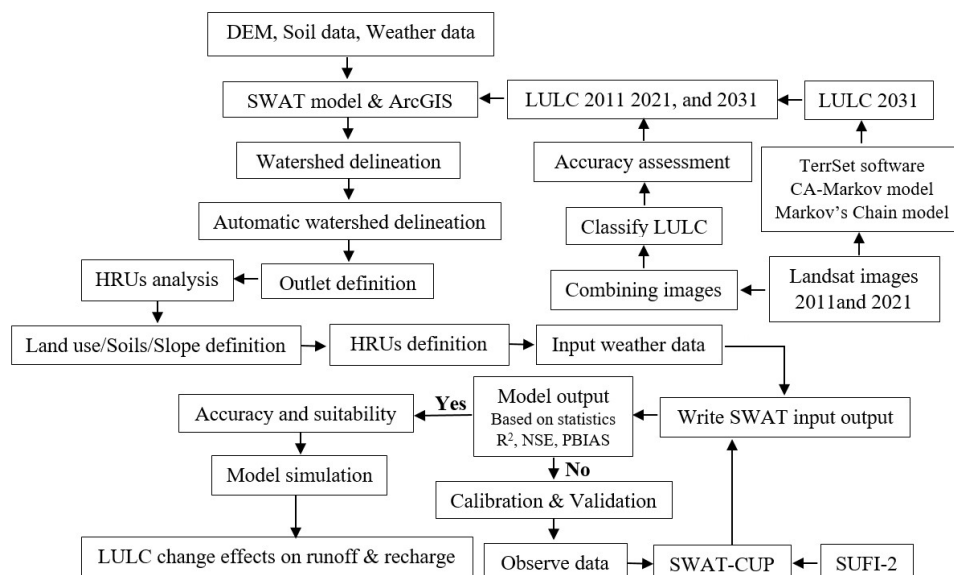 DEM, Soil data, Weather data
SWAT model & ArcGIS
LULC 2011 2021, and 2031
LULC 2031
Watershed delineation
Accuracy assessment
TerrSet software
CA-Markov model
Markov's Chain model
Automatic watershed delineation
Classify LULC
HRUs analysis
Outlet definition
Combining images
Landsat images
2011and 2021
Land use/Soils/Slope definition
HRUs definition
Input weather data
Accuracy and suitability
Yes
Model output
Based on statistics
R², NSE, PBIAS
Write SWAT input output
No
Model simulation
Calibration & Validation
LULC change effects on runoff & recharge
Observe data
SWAT-CUP
SUFI-2